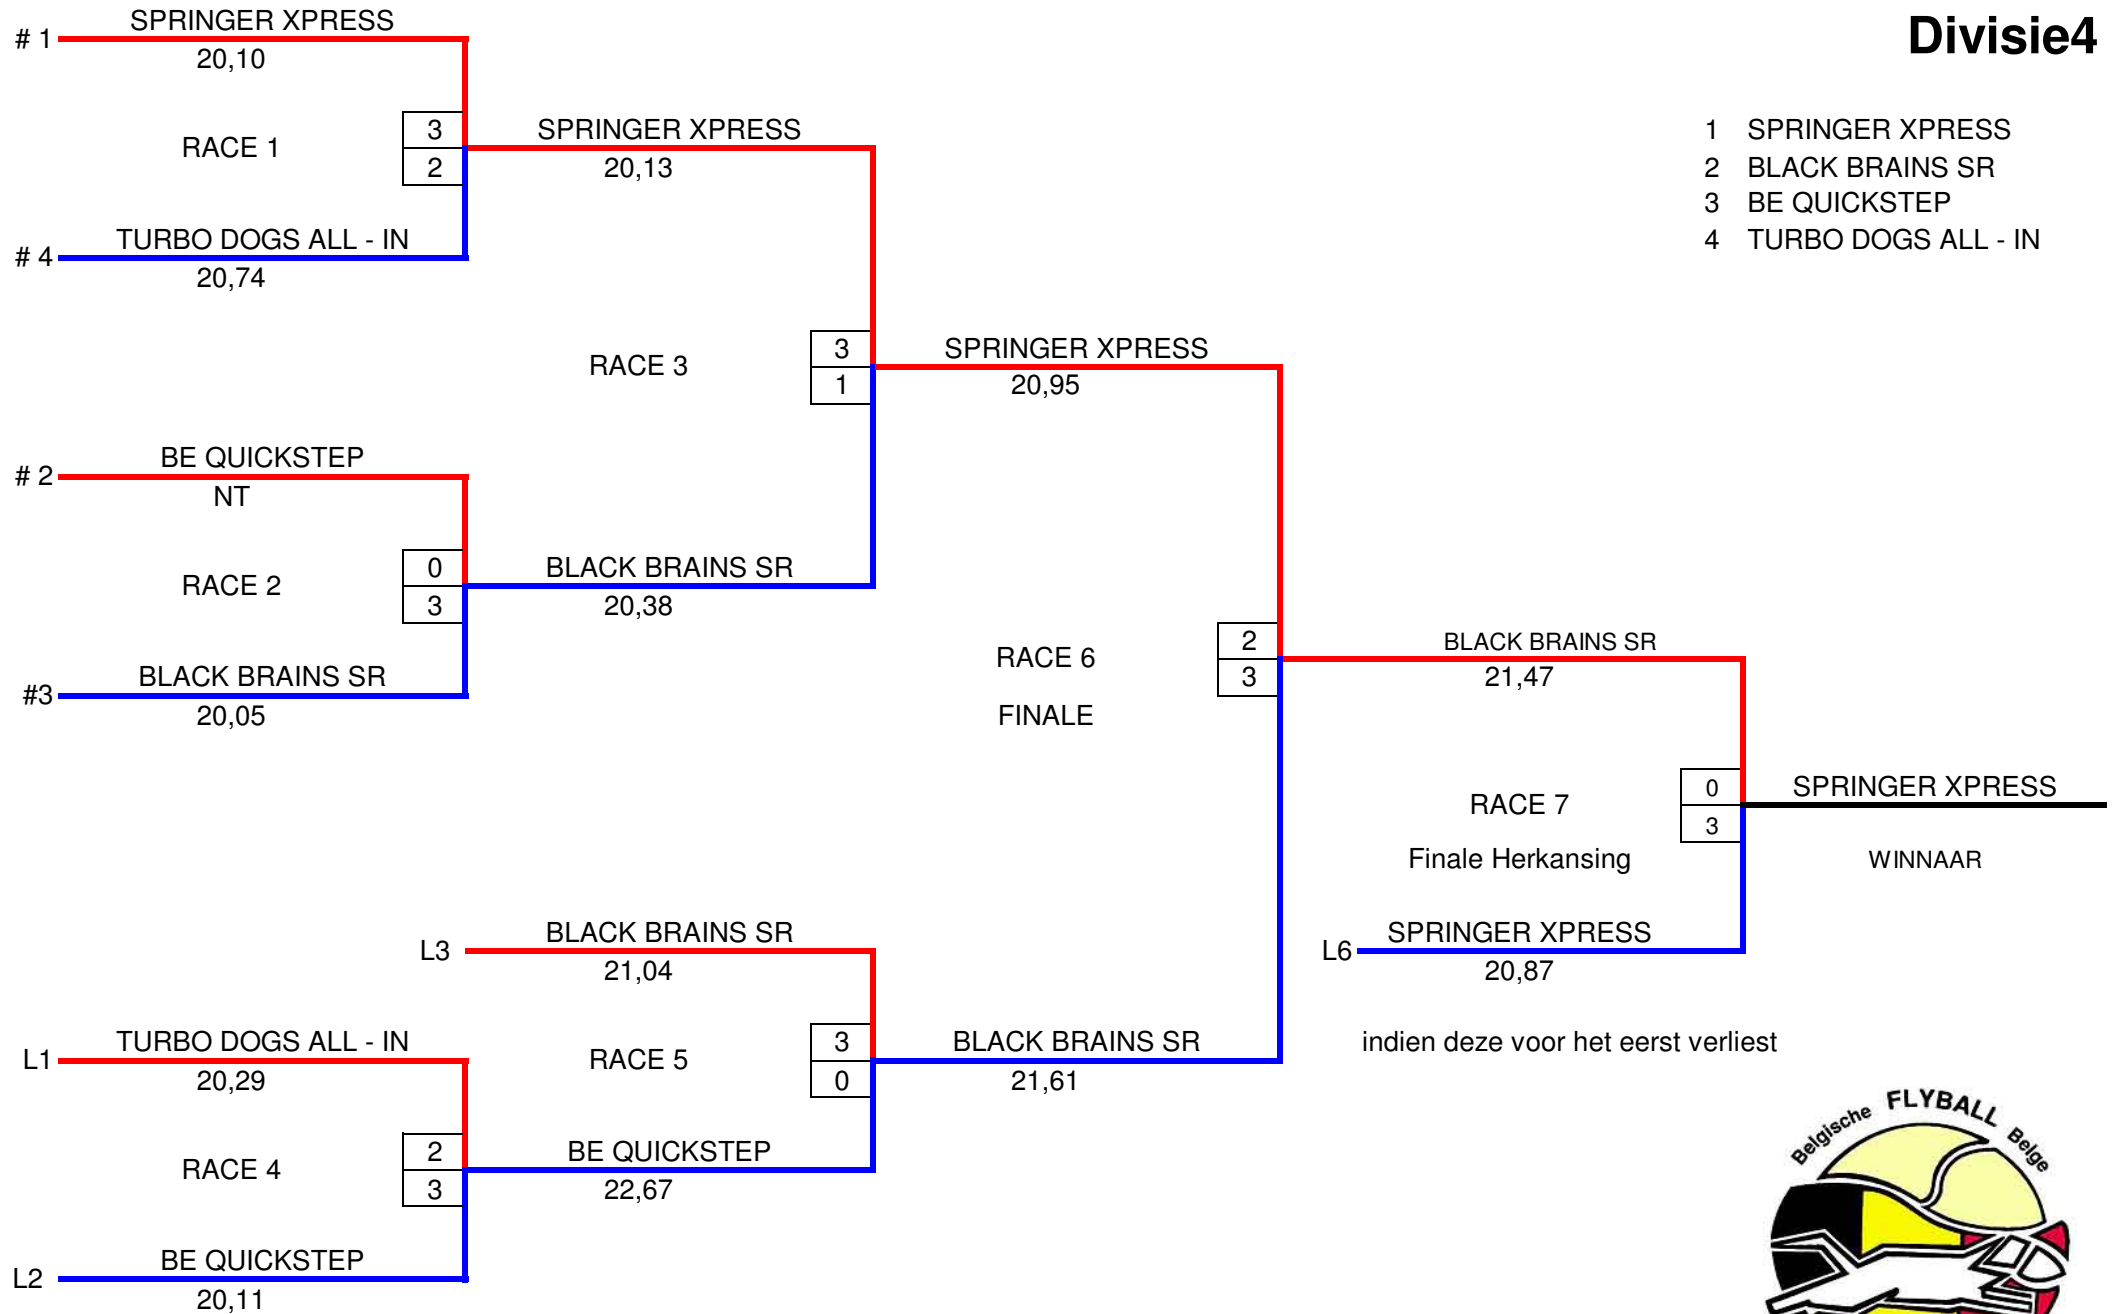 Divisie4
1 SPRINGER XPRESS
2 BLACK BRAINS SR
3 BE QUICKSTEP
4 TURBO DOGS ALL - IN
# 1 SPRINGER XPRESS
20,10
RACE 1
3
2
# 4 TURBO DOGS ALL - IN
20,74
SPRINGER XPRESS
20,13
RACE 3
3
1
# 2 BE QUICKSTEP
NT
RACE 2
0
3
#3 BLACK BRAINS SR
20,05
BLACK BRAINS SR
20,38
SPRINGER XPRESS
20,95
RACE 6
FINALE
2
3
L3 BLACK BRAINS SR
21,04
RACE 5
3
0
L1 TURBO DOGS ALL - IN
20,29
RACE 4
2
3
L2 BE QUICKSTEP
20,11
BE QUICKSTEP
22,67
BLACK BRAINS SR
21,61
BLACK BRAINS SR
21,47
RACE 7
Finale Herkansing
0
3
L6 SPRINGER XPRESS
20,87
indien deze voor het eerst verliest
SPRINGER XPRESS
WINNAAR
Belgische FLYBALL Belge